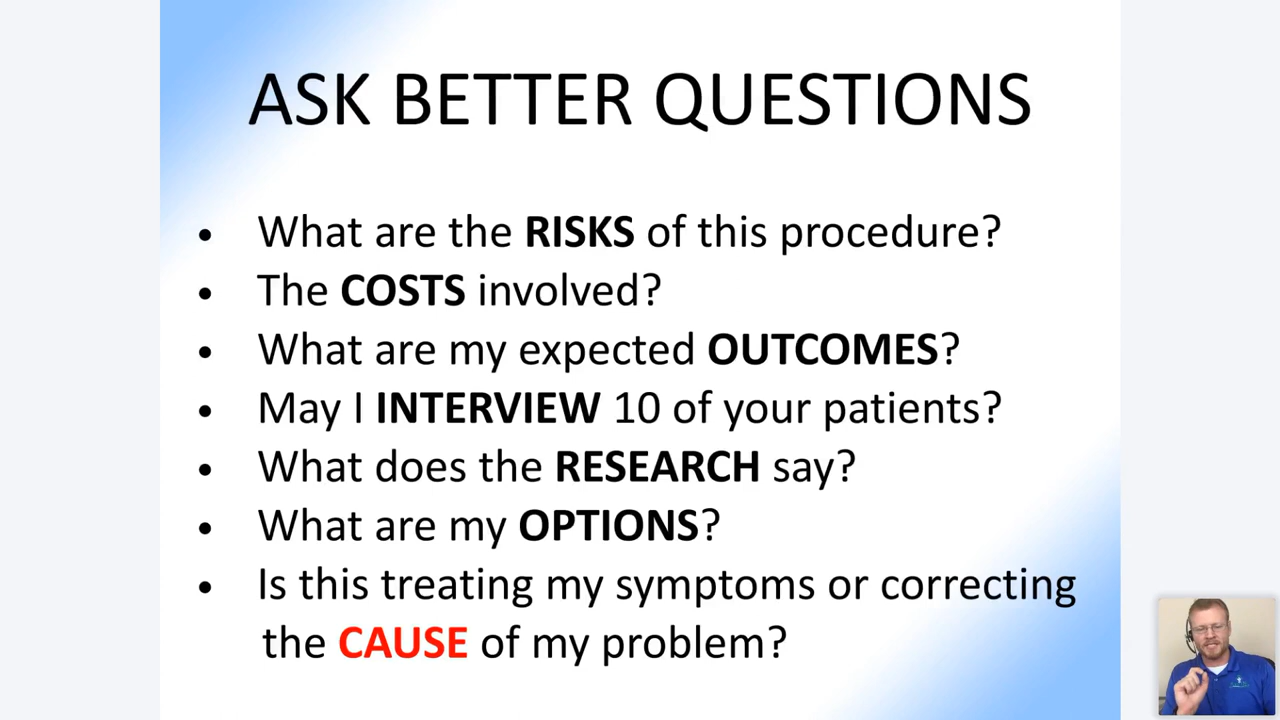 ASK BETTER QUESTIONS
• What are the RISKS of this procedure?
• The COSTS involved?
• What are my expected OUTCOMES?
• May I INTERVIEW 10 of your patients?
• What does the RESEARCH say?
• What are my OPTIONS?
• Is this treating my symptoms or correcting
the CAUSE of my problem?